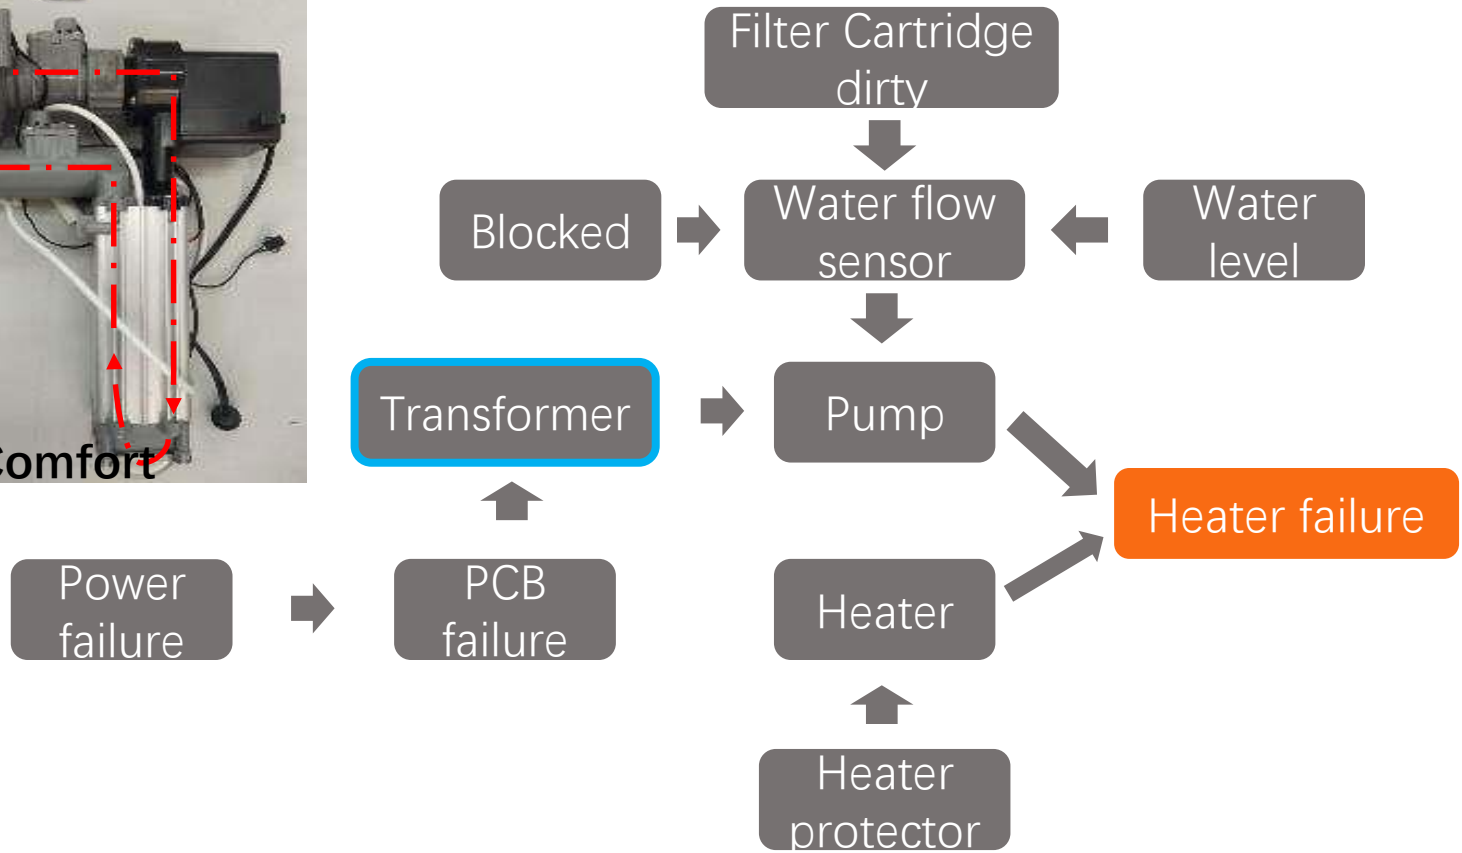 Filter Cartridge
dirty
Blocked
Water flow
sensor
Water
level
Transformer
Pump
Comfort
Heater failure
Power
failure
PCB
failure
Heater
Heater
protector